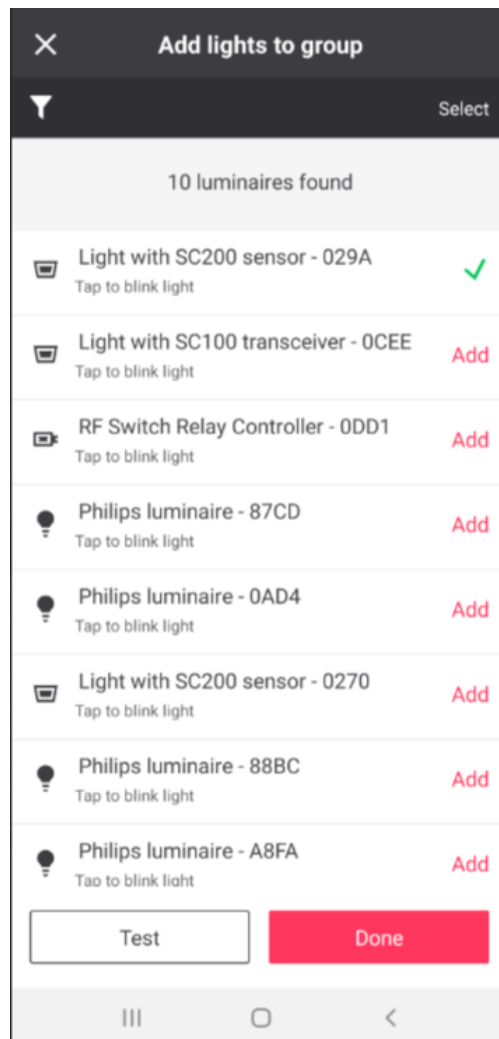 Add lights to group
Select
10 luminaires found
Light with SC200 sensor - 029A
Tap to blink light
Light with SC100 transceiver - 0CEE
Tap to blink light
Add
RF Switch Relay Controller - 0DD1
Tap to blink light
Add
Philips luminaire - 87CD
Tap to blink light
Add
Philips luminaire - 0AD4
Tap to blink light
Add
Light with SC200 sensor - 0270
Tap to blink light
Add
Philips luminaire - 88BC
Tap to blink light
Add
Philips luminaire - A8FA
Tap to blink light
Add
Test
Done